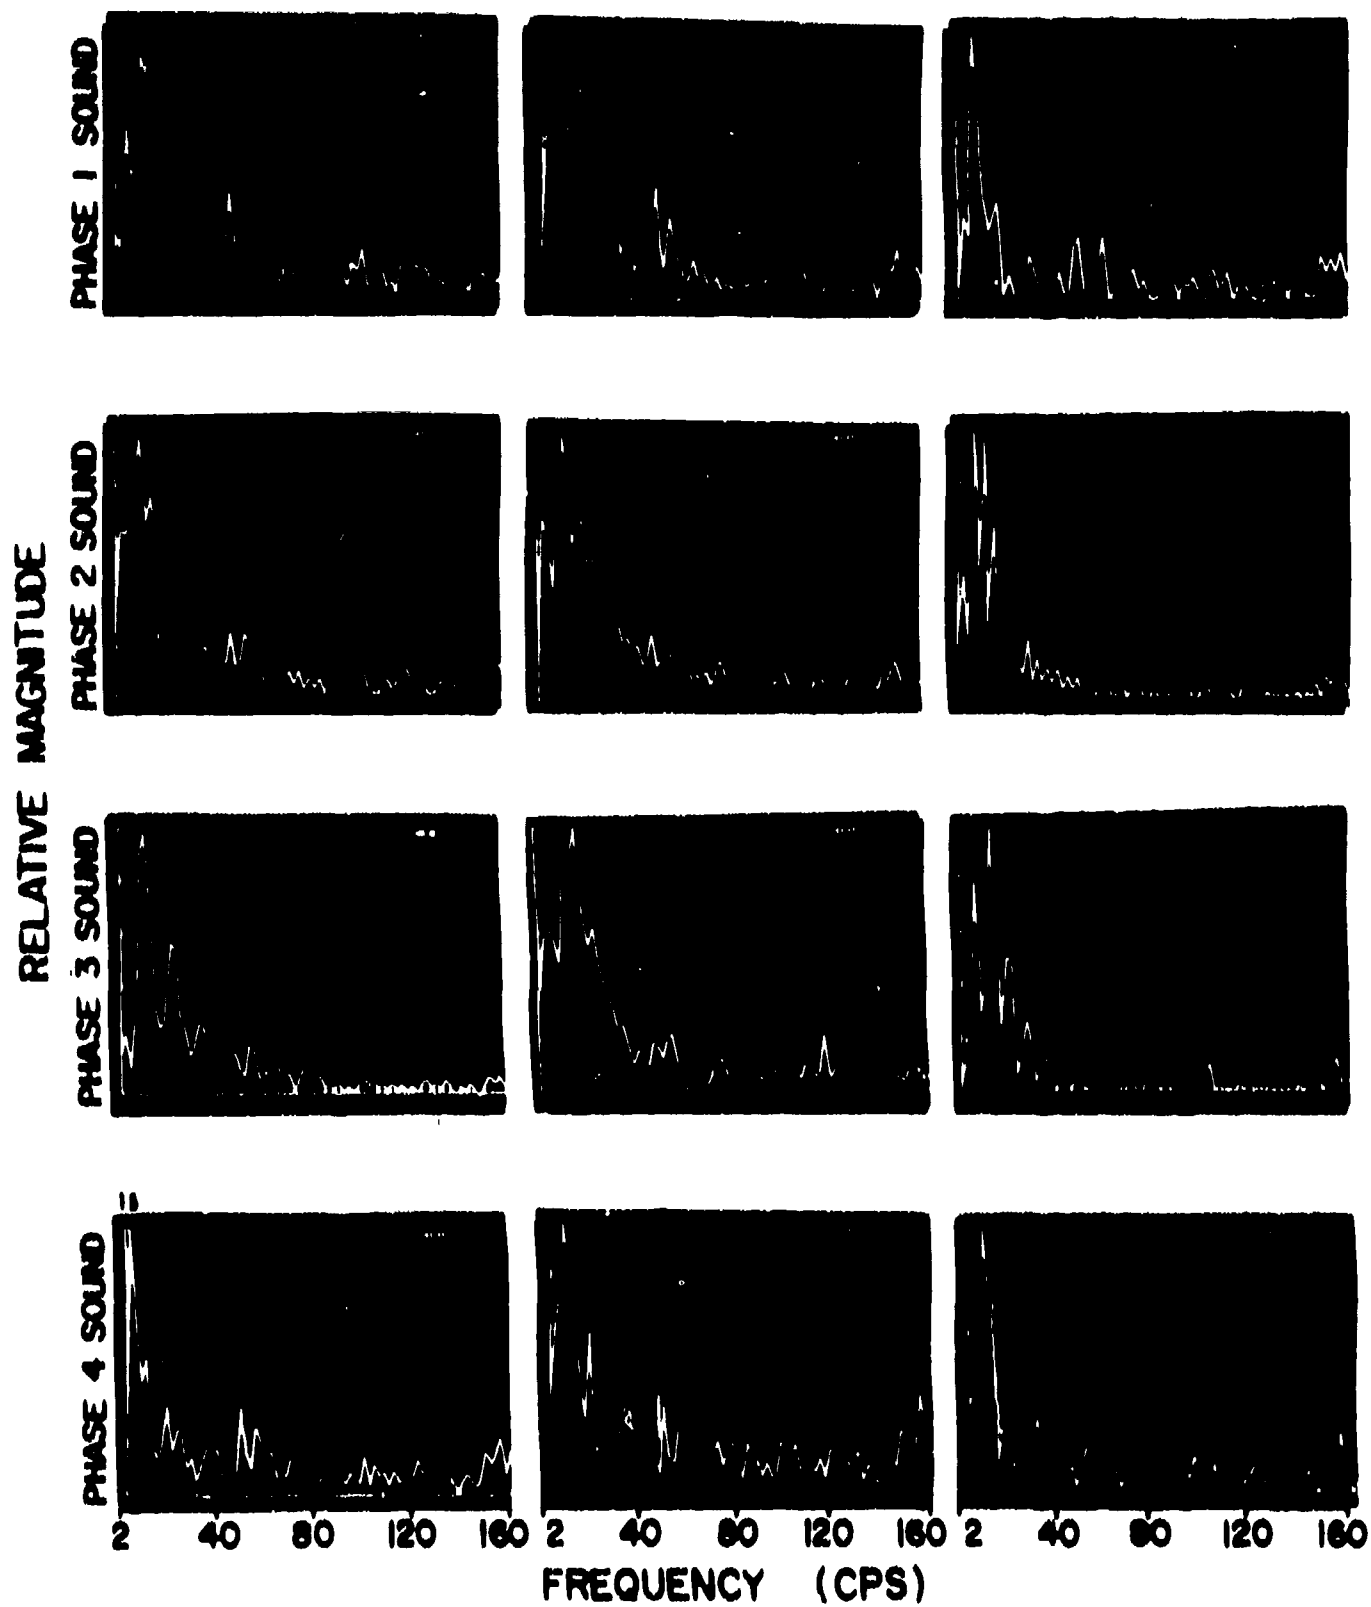 RELATIVE MAGNITUDE
PHASE 1 SOUND
PHASE 2 SOUND
PHASE 3 SOUND
PHASE 4 SOUND
2 40 80 120 160 2 40 80 120 160 2 40 80 120 160
FREQUENCY (CPS)